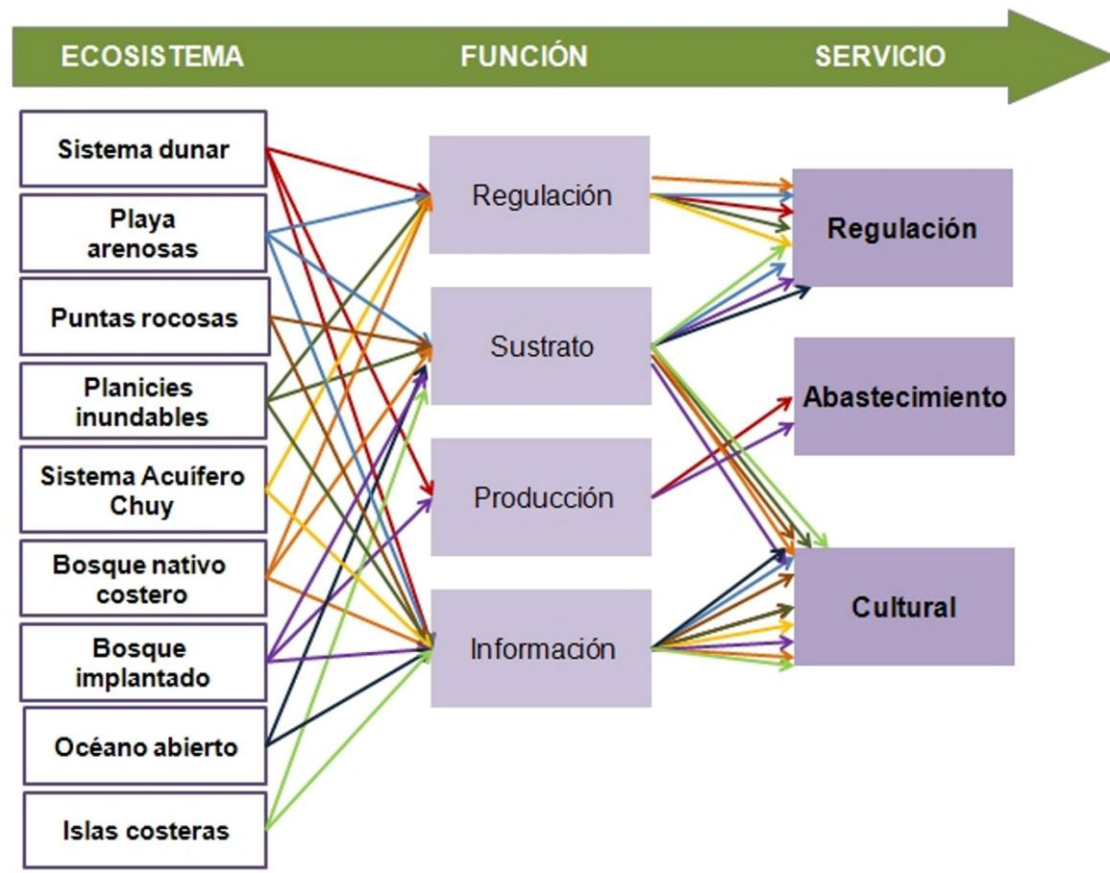 ECOSISTEMA
FUNCIÓN
SERVICIO
Sistema dunar
Playa
arenosas
Puntas rocosas
Planicies
inundables
Sistema Acuífero
Chuy
Bosque nativo
costero
Bosque
implantado
Océano abierto
Islas costeras
Regulación
Sustrato
Producción
Información
Regulación
Abastecimiento
Cultural